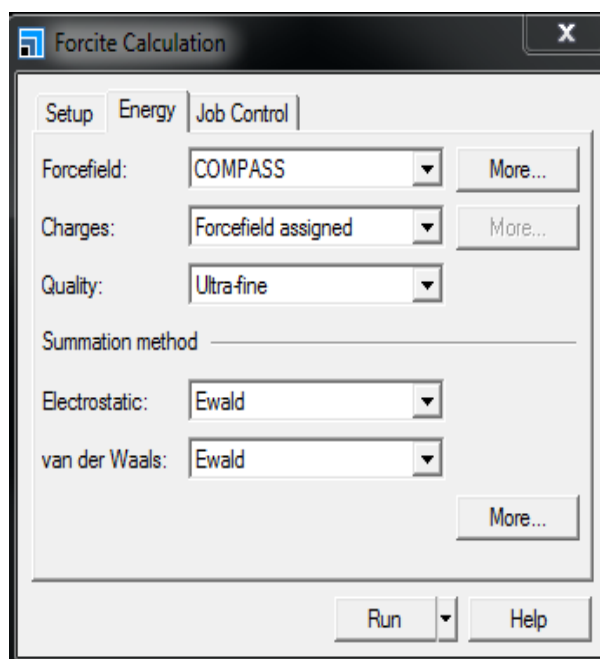 Forcite Calculation x
Setup Energy Job Control
Forcefield: COMPASS More...
Charges: Forcefield assigned More...
Quality: Ultra-fine
Summation method
Electrostatic: Ewald
van der Waals: Ewald
More...
Run Help